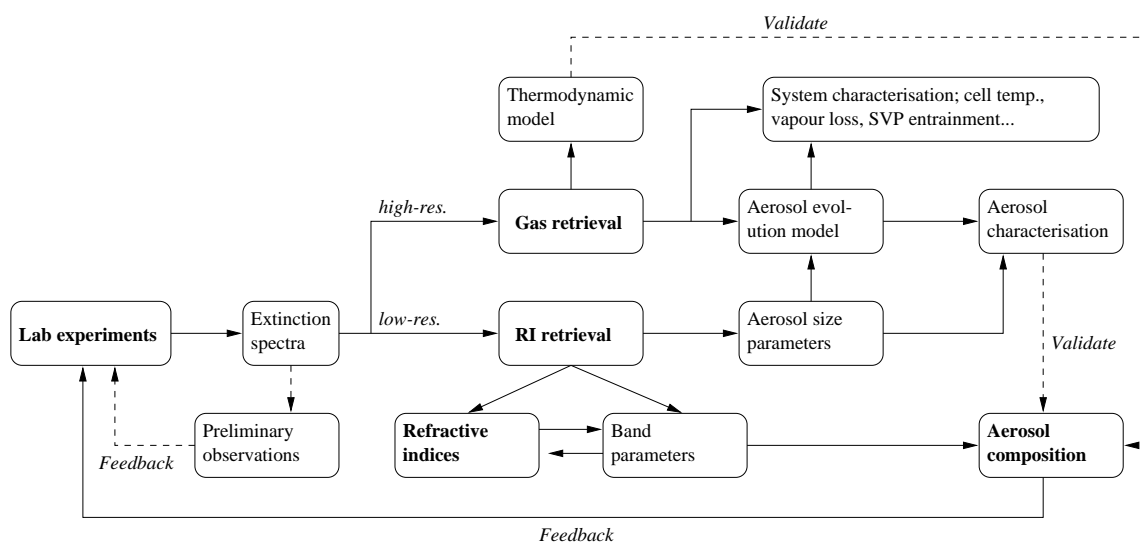 Validate
Thermodynamic
model
System characterisation; cell temp.,
vapour loss, SVP entrainment...
high-res.
Gas retrieval
Aerosol evol-
ution model
Aerosol
characterisation
Lab experiments
Extinction
spectra
low-res.
RI retrieval
Aerosol size
parameters
Validate
Preliminary
observations
Feedback
Refractive
indices
Band
parameters
Aerosol
composition
Feedback